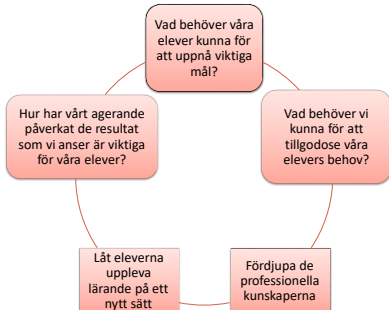 Vad behöver våra
elever kunna för
att uppnå viktiga
mål?
Vad behöver vi
kunna för att
tillgodose våra
elevers behov?
Fördjupa de
professionella
kunskaperna
Låt eleverna
uppleva
lärande på ett
nytt sätt
Hur har vårt agerande
påverkat de resultat
som vi anser är viktiga
för våra elever?